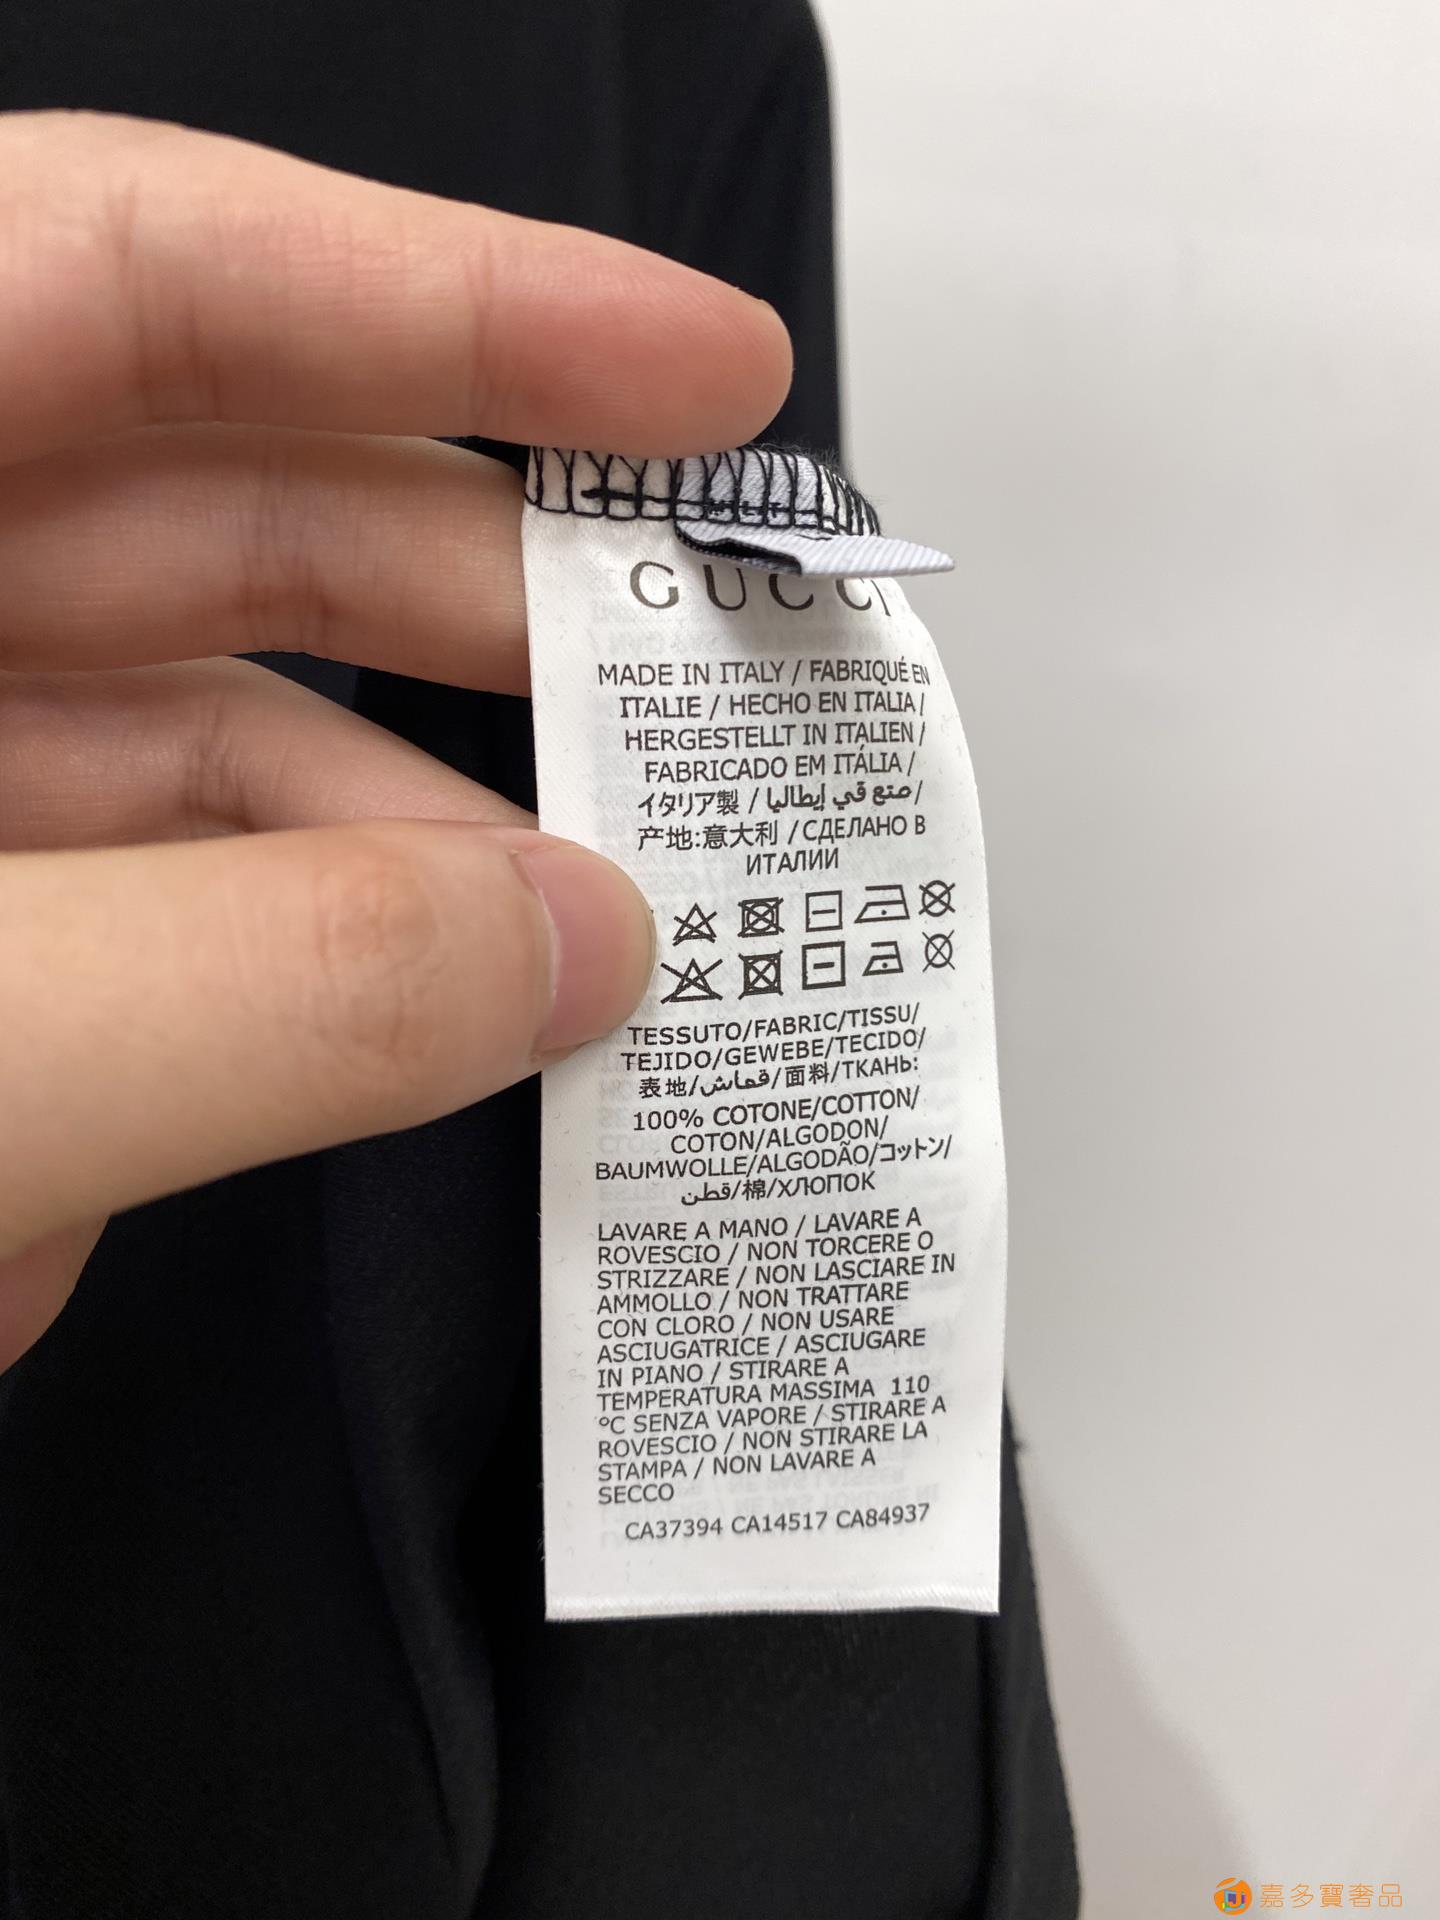 GUCCI
MADE IN ITALY / FABRIQUÉ EN
ITALIE / HECHO EN ITALIA /
HERGESTELLT IN ITALIEN /
FABRICADO EM ITÁLIA /
イタリア製 / صنع في إيطاليا /
产地:意大利 / СДЕЛАНО В
ИТАЛИИ
TESSUTO/FABRIC/TISSU/
TEJIDO/GEWEBE/TECIDO/
表地/قماش/面料/ТКАНЬ:
100% COTONE/COTTON/
COTON/ALGODON/
BAUMWOLLE/ALGODÃO/コットン/
قطن/棉/ХЛОПОК
LAVARE A MANO / LAVARE A
ROVESCIO / NON TORCERE O
STRIZZARE / NON LASCIARE IN
AMMOLLO / NON TRATTARE
CON CLORO / NON USARE
ASCIUGATRICE / ASCIUGARE
IN PIANO / STIRARE A
TEMPERATURA MASSIMA 110
°C SENZA VAPORE / STIRARE A
ROVESCIO / NON STIRARE LA
STAMPA / NON LAVARE A
SECCO
CA37394 CA14517 CA84937
嘉多寶奢品